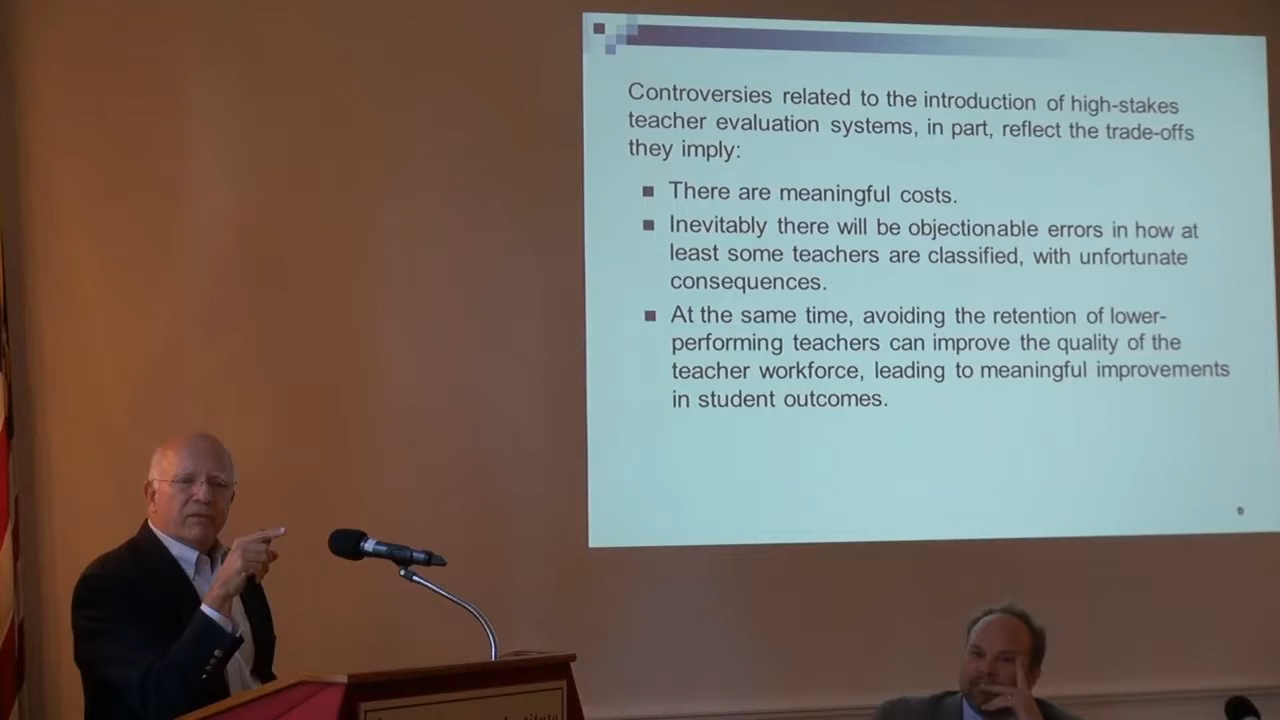 Controversies related to the introduction of high-stakes
teacher evaluation systems, in part, reflect the trade-offs
they imply:
There are meaningful costs.
Inevitably there will be objectionable errors in how at
least some teachers are classified, with unfortunate
consequences.
At the same time, avoiding the retention of lower-
performing teachers can improve the quality of the
teacher workforce, leading to meaningful improvements
in student outcomes.
9